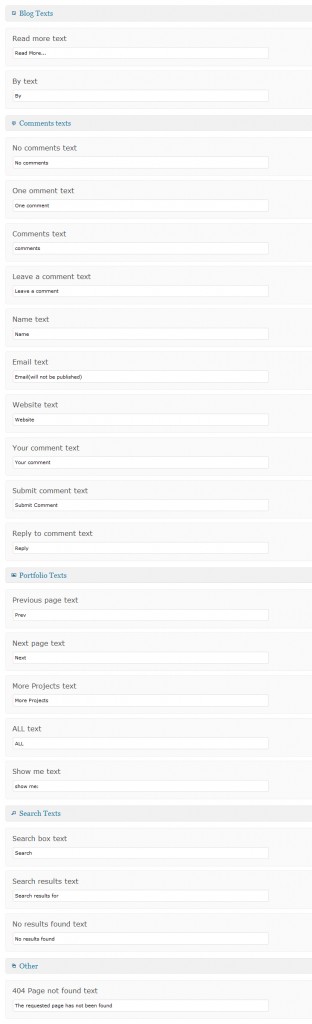 Blog Texts
Read more text
Read More...
By text
By
Comments texts
No comments text
No comments
One omment text
One comment
Comments text
comments
Leave a comment text
Leave a comment
Name text
Name
Email text
Email(will not be published)
Website text
Website
Your comment text
Your comment
Submit comment text
Submit Comment
Reply to comment text
Reply
Portfolio Texts
Previous page text
Prev
Next page text
Next
More Projects text
More Projects
ALL text
ALL
Show me text
show me:
Search Texts
Search box text
Search
Search results text
Search results for
No results found text
No results found
Other
404 Page not found text
The requested page has not been found